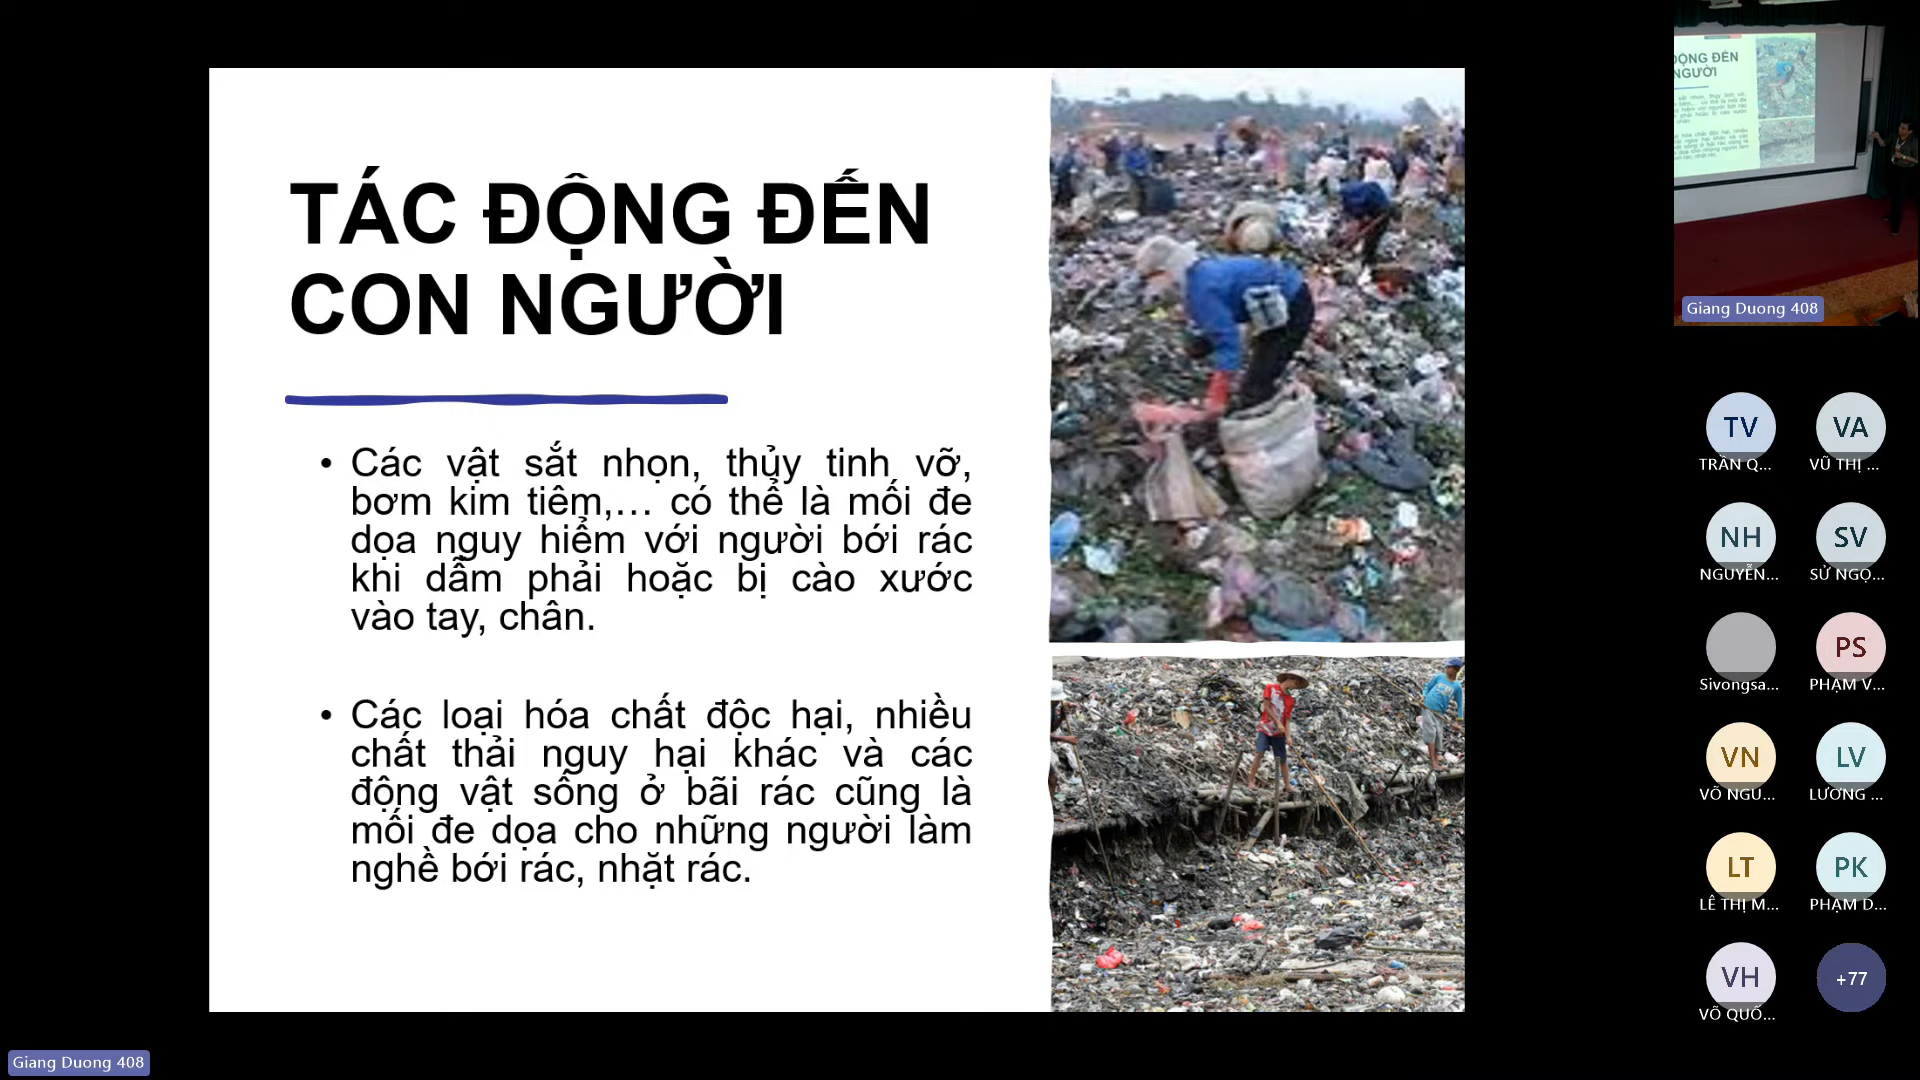 TÁC ĐỘNG ĐẾN
CON NGƯỜI
• Các vật sắt nhọn, thủy tinh vỡ,
bơm kim tiêm,... có thể là mối đe
dọa nguy hiểm với người bới rác
khi dẫm phải hoặc bị cào xước
vào tay, chân.
• Các loại hóa chất độc hại, nhiều
chất thải nguy hại khác và các
động vật sống ở bãi rác cũng là
mối đe dọa cho những người làm
nghề bới rác, nhặt rác.
Giang Duong 408
ĐỘNG ĐẾN
NGƯỜI
Giang Duong 408
TV
TRẦN Q...
VA
VŨ THỊ ...
NH
NGUYỄN...
SV
SỬ NGỌ...
Sivongsa...
PS
PHẠM V...
VN
VÕ NGU...
LV
LƯƠNG ...
LT
LÊ THỊ M...
PK
PHẠM D...
VH
VÕ QUỐ...
+77